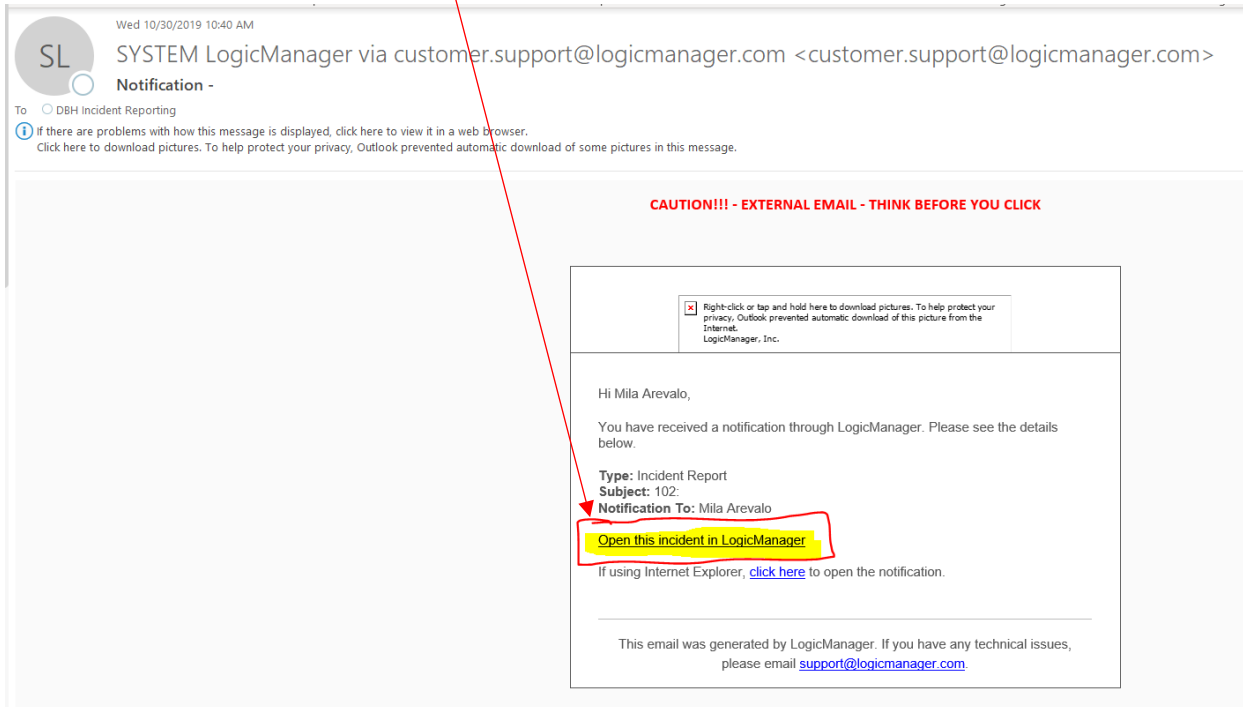 Wed 10/30/2019 10:40 AM
SL
SYSTEM LogicManager via customer.support@logicmanager.com <customer.support@logicmanager.com>
Notification -
To DBH Incident Reporting
If there are problems with how this message is displayed, click here to view it in a web browser.
Click here to download pictures. To help protect your privacy, Outlook prevented automatic download of some pictures in this message.
CAUTION!!! - EXTERNAL EMAIL - THINK BEFORE YOU CLICK
Right-click or tap and hold here to download pictures. To help protect your
privacy, Outlook prevented automatic download of this picture from the
Internet.
LogicManager, Inc.
Hi Mila Arevalo,
You have received a notification through LogicManager. Please see the details
below.
Type: Incident Report
Subject: 102:
Notification To: Mila Arevalo
Open this incident in LogicManager
If using Internet Explorer, click here to open the notification.
This email was generated by LogicManager. If you have any technical issues,
please email support@logicmanager.com.